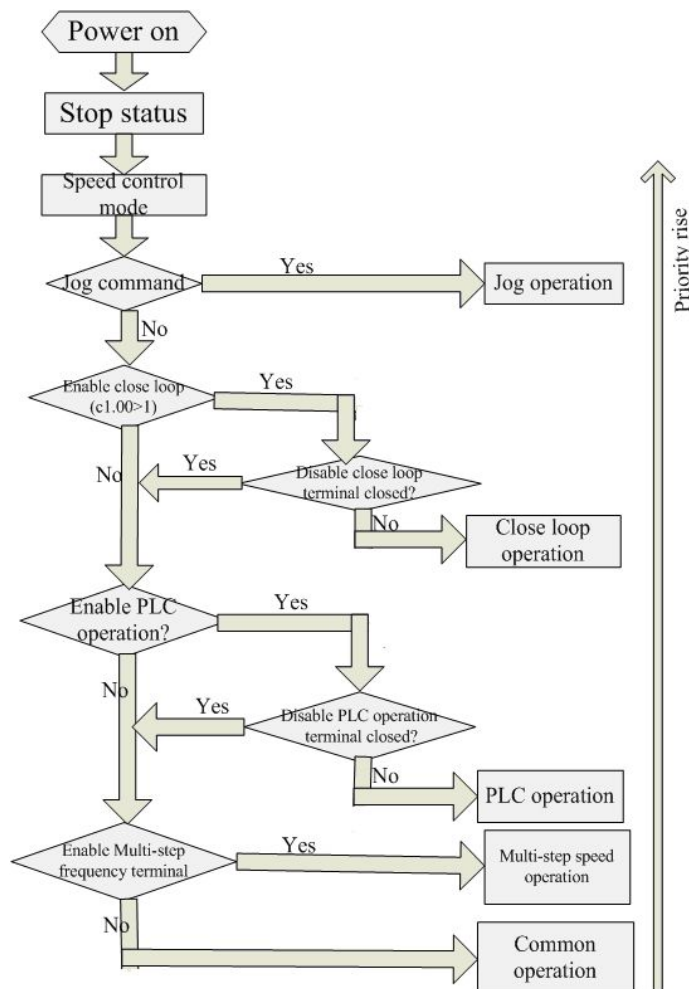 Power on
Stop status
Speed control
mode
Jog command
Yes
Jog operation
No
Enable close loop
(c1.00>1)
Yes
No
Yes
Disable close loop
terminal closed?
No
Close loop
operation
Enable PLC
operation?
Yes
No
Yes
Disable PLC operation
terminal closed?
No
PLC operation
Enable Multi-step
frequency terminal
Yes
Multi-step speed
operation
No
Common
operation
Priority rise